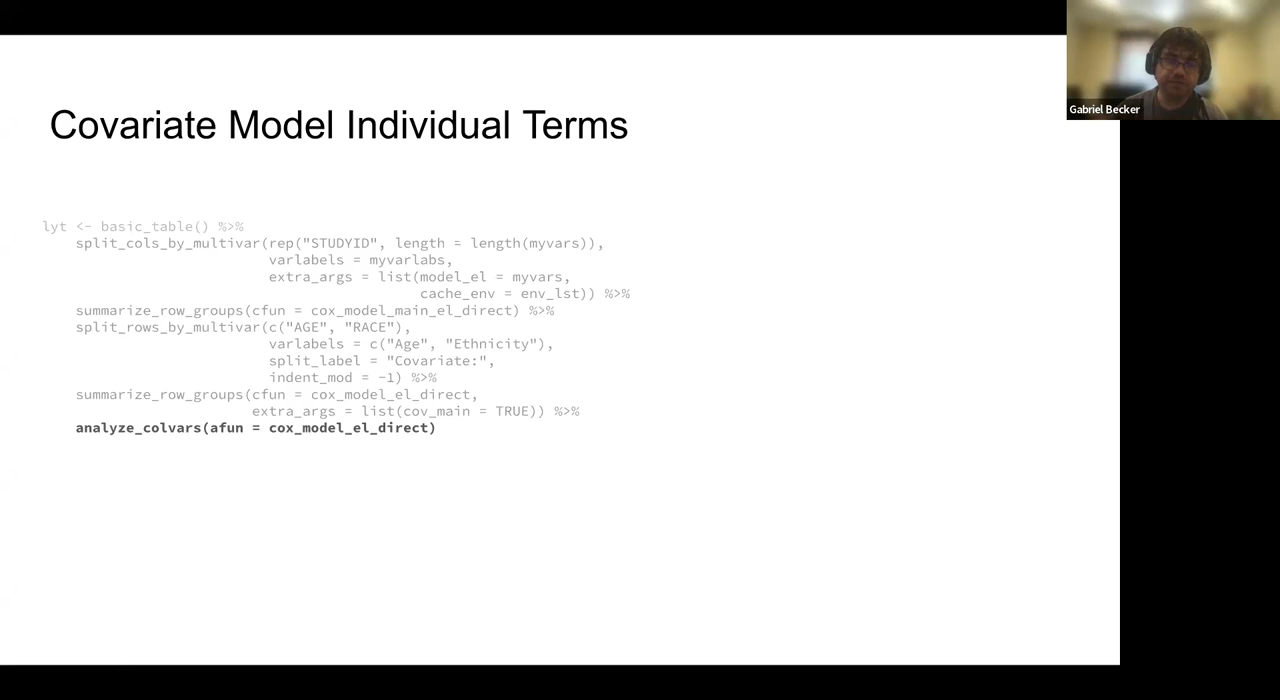 Covariate Model Individual Terms
lyt <- basic_table() %>%
    split_cols_by_multivar(rep("STUDYID", length = length(myvars)),
                           varlabels = myvarlabs,
                           extra_args = list(model_el = myvars,
                                             cache_env = env_lst)) %>%
    summarize_row_groups(cfun = cox_model_main_el_direct) %>%
    split_rows_by_multivar(c("AGE", "RACE"),
                           varlabels = c("Age", "Ethnicity"),
                           split_label = "Covariate:",
                           indent_mod = -1) %>%
    summarize_row_groups(cfun = cox_model_el_direct,
                         extra_args = list(cov_main = TRUE)) %>%
    analyze_colvars(afun = cox_model_el_direct)
Gabriel Becker